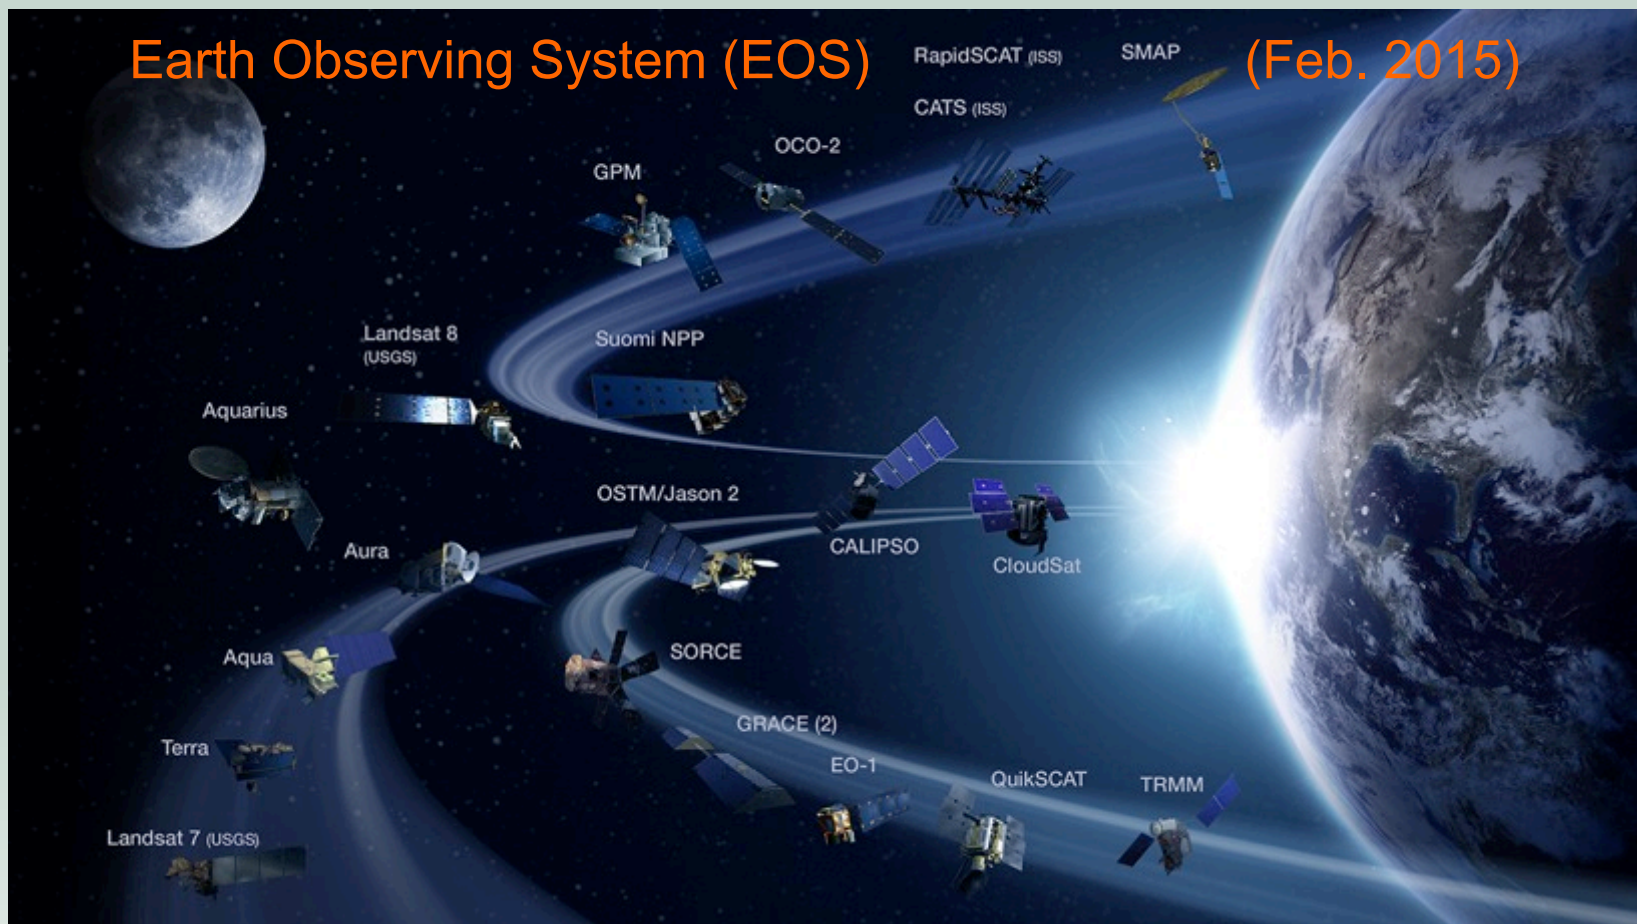 Earth Observing System (EOS)
(Feb. 2015)
RapidSCAT (ISS)
SMAP
CATS (ISS)
OCO-2
GPM
Landsat 8
(USGS)
Suomi NPP
Aquarius
OSTM/Jason 2
Aura
CALIPSO
CloudSat
Aqua
SORCE
GRACE (2)
Terra
EO-1
QuikSCAT
TRMM
Landsat 7 (USGS)